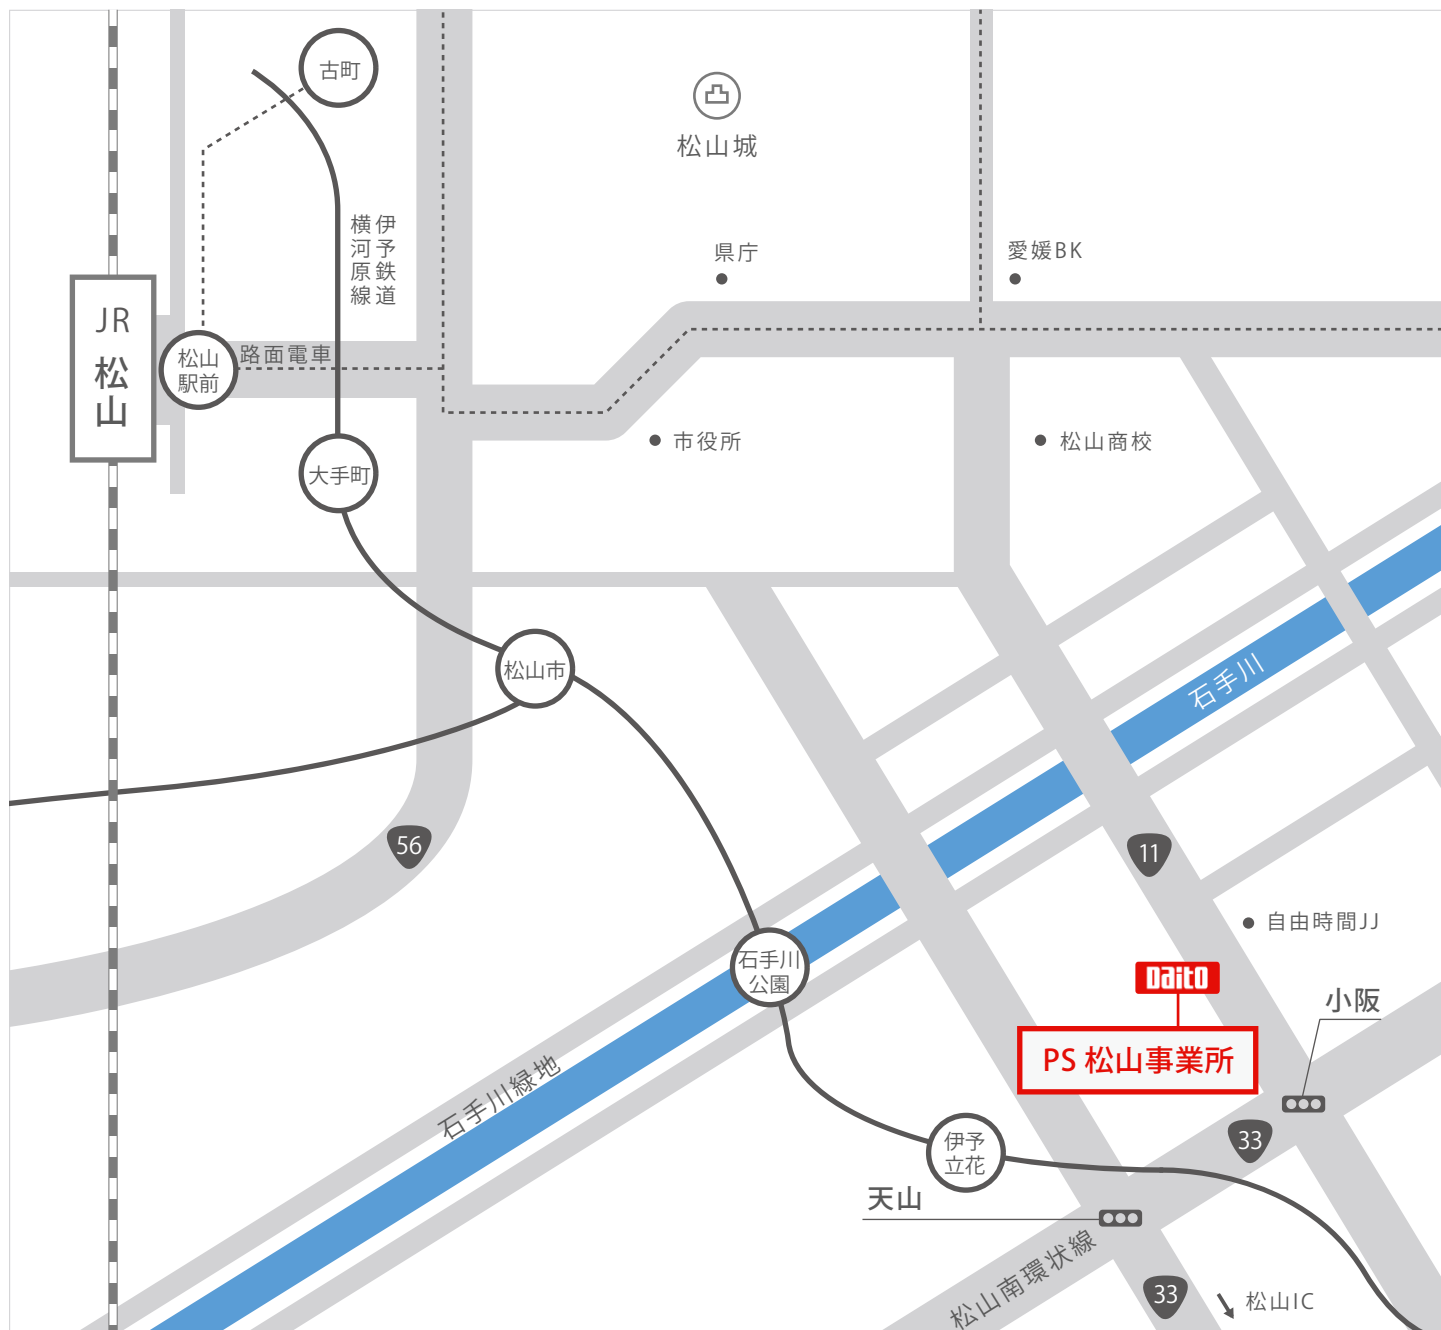 古町
松山城
伊予鉄道
横河原線
県庁
愛媛BK
JR
松山
松山
駅前
路面電車
市役所
松山商校
大手町
松山市
石手川
56
11
自由時間JJ
石手川
公園
Daito
小阪
PS 松山事業所
石手川緑地
33
伊予
立花
天山
松山南環状線
33
松山IC